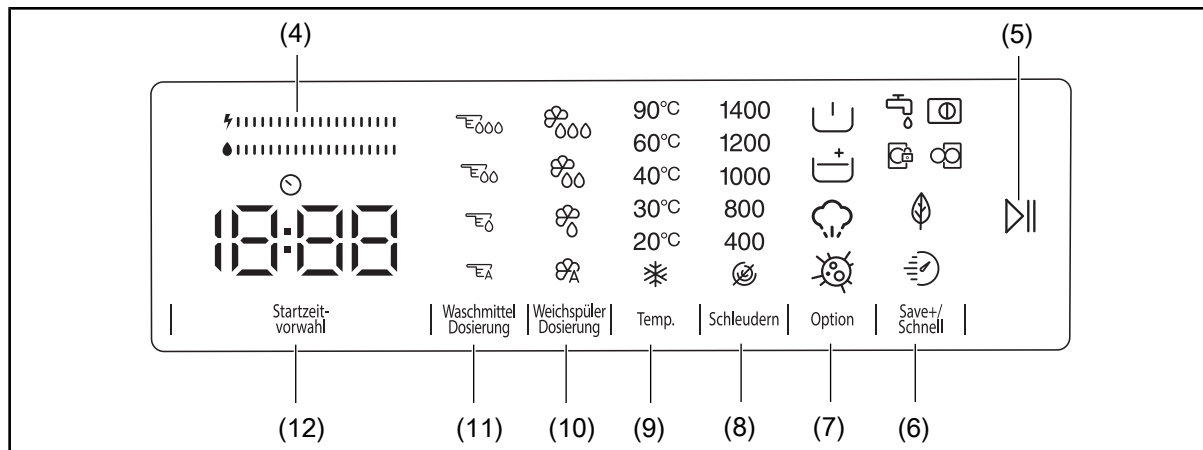 (4)
(5)
18:88
90°C
60°C
40°C
30°C
20°C
1400
1200
1000
800
400
E
E
E
E A
A
Startzeit-
vorwahl
Waschmittel
Dosierung
Weichspüler
Dosierung
Temp.
Schleudern
Option
Save+/
Schnell
(12)
(11)
(10)
(9)
(8)
(7)
(6)